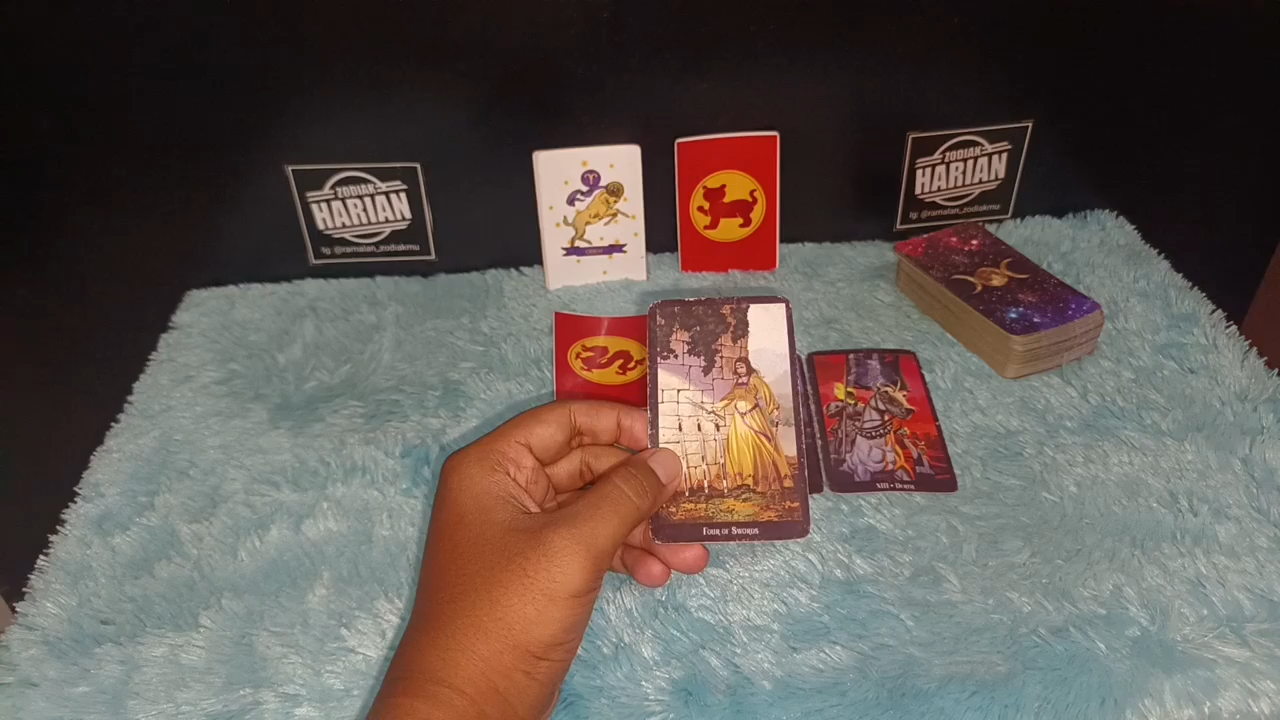 ZODIAK
HARIAN
Ig: @ramalan_zodiakmu
ZODIAK
HARIAN
Ig: @ramalan_zodiakmu
Four of Swords
XIII • Death